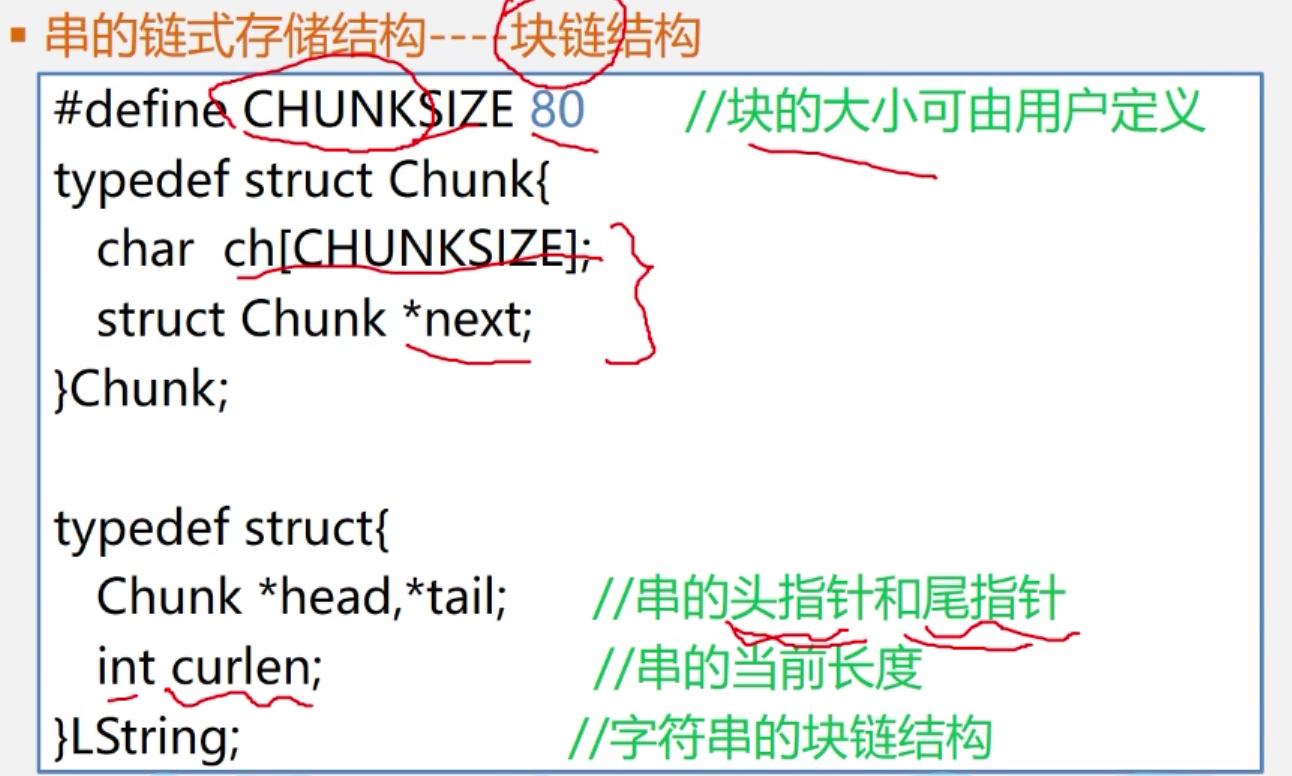 ▪ 串的链式存储结构----块链结构
#define CHUNKSIZE 80 //块的大小可由用户定义
typedef struct Chunk{
char ch[CHUNKSIZE];
struct Chunk *next;
}Chunk;
typedef struct{
Chunk *head,*tail; //串的头指针和尾指针
int curlen; //串的当前长度
}LString; //字符串的块链结构